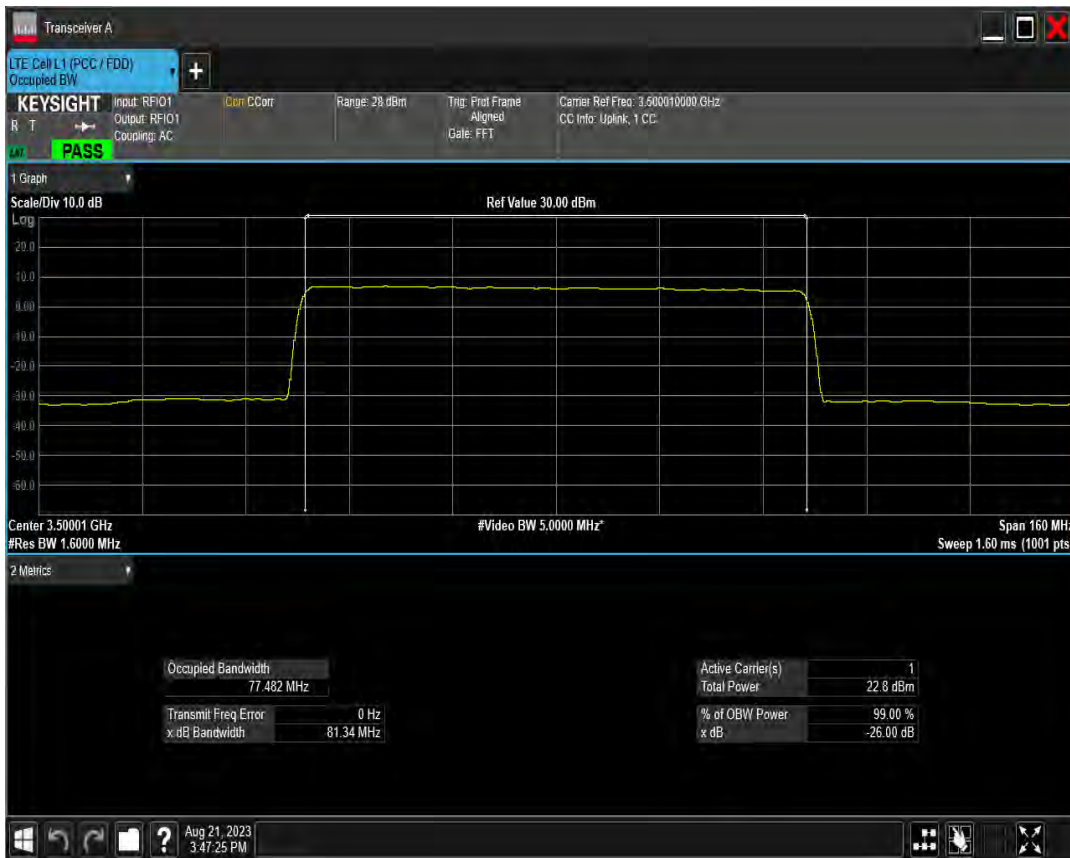 Transceiver A
LTE Cell L1 (PCC / FDD)
Occupied BW
+
KEYSIGHT
R T
PASS
Input: RFIO1
Output: RFIO1
Coupling: AC
Corr CCorr
Range: 28 dBm
Trig: Prot Frame
Aligned
Gate: FFT
Carrier Ref Freq: 3.500010000 GHz
CC Info: Uplink, 1 CC
1 Graph
Scale/Div 10.0 dB
Ref Value 30.00 dBm
Log
20.0
10.0
0.00
-10.0
-20.0
-30.0
-40.0
-50.0
-60.0
Center 3.50001 GHz
#Video BW 5.0000 MHz*
Span 160 MHz
#Res BW 1.6000 MHz
Sweep 1.60 ms (1001 pts
2 Metrics
Occupied Bandwidth
77.482 MHz
Transmit Freq Error 0 Hz
x dB Bandwidth 81.34 MHz
Active Carrier(s) 1
Total Power 22.8 dBm
% of OBW Power 99.00 %
x dB -26.00 dB
?
Aug 21, 2023
3:47:25 PM